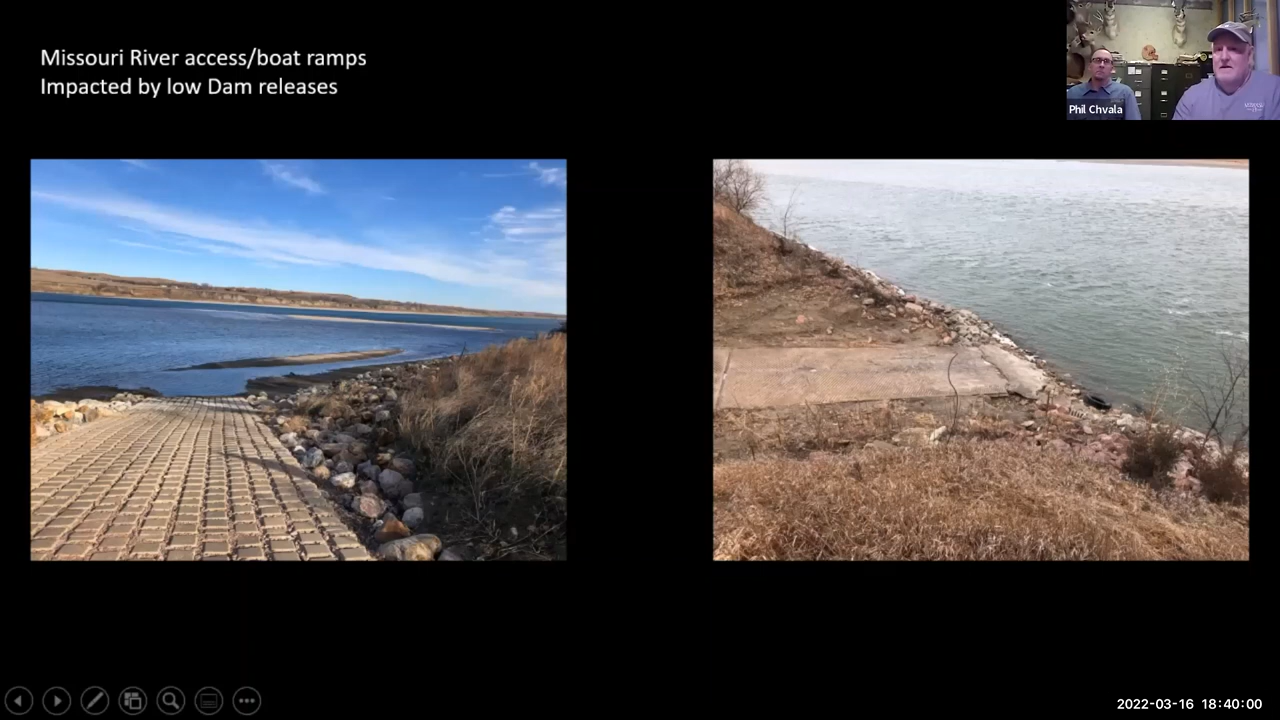 Missouri River access/boat ramps
Impacted by low Dam releases
Phil Chvala
2022-03-16 18:40:00